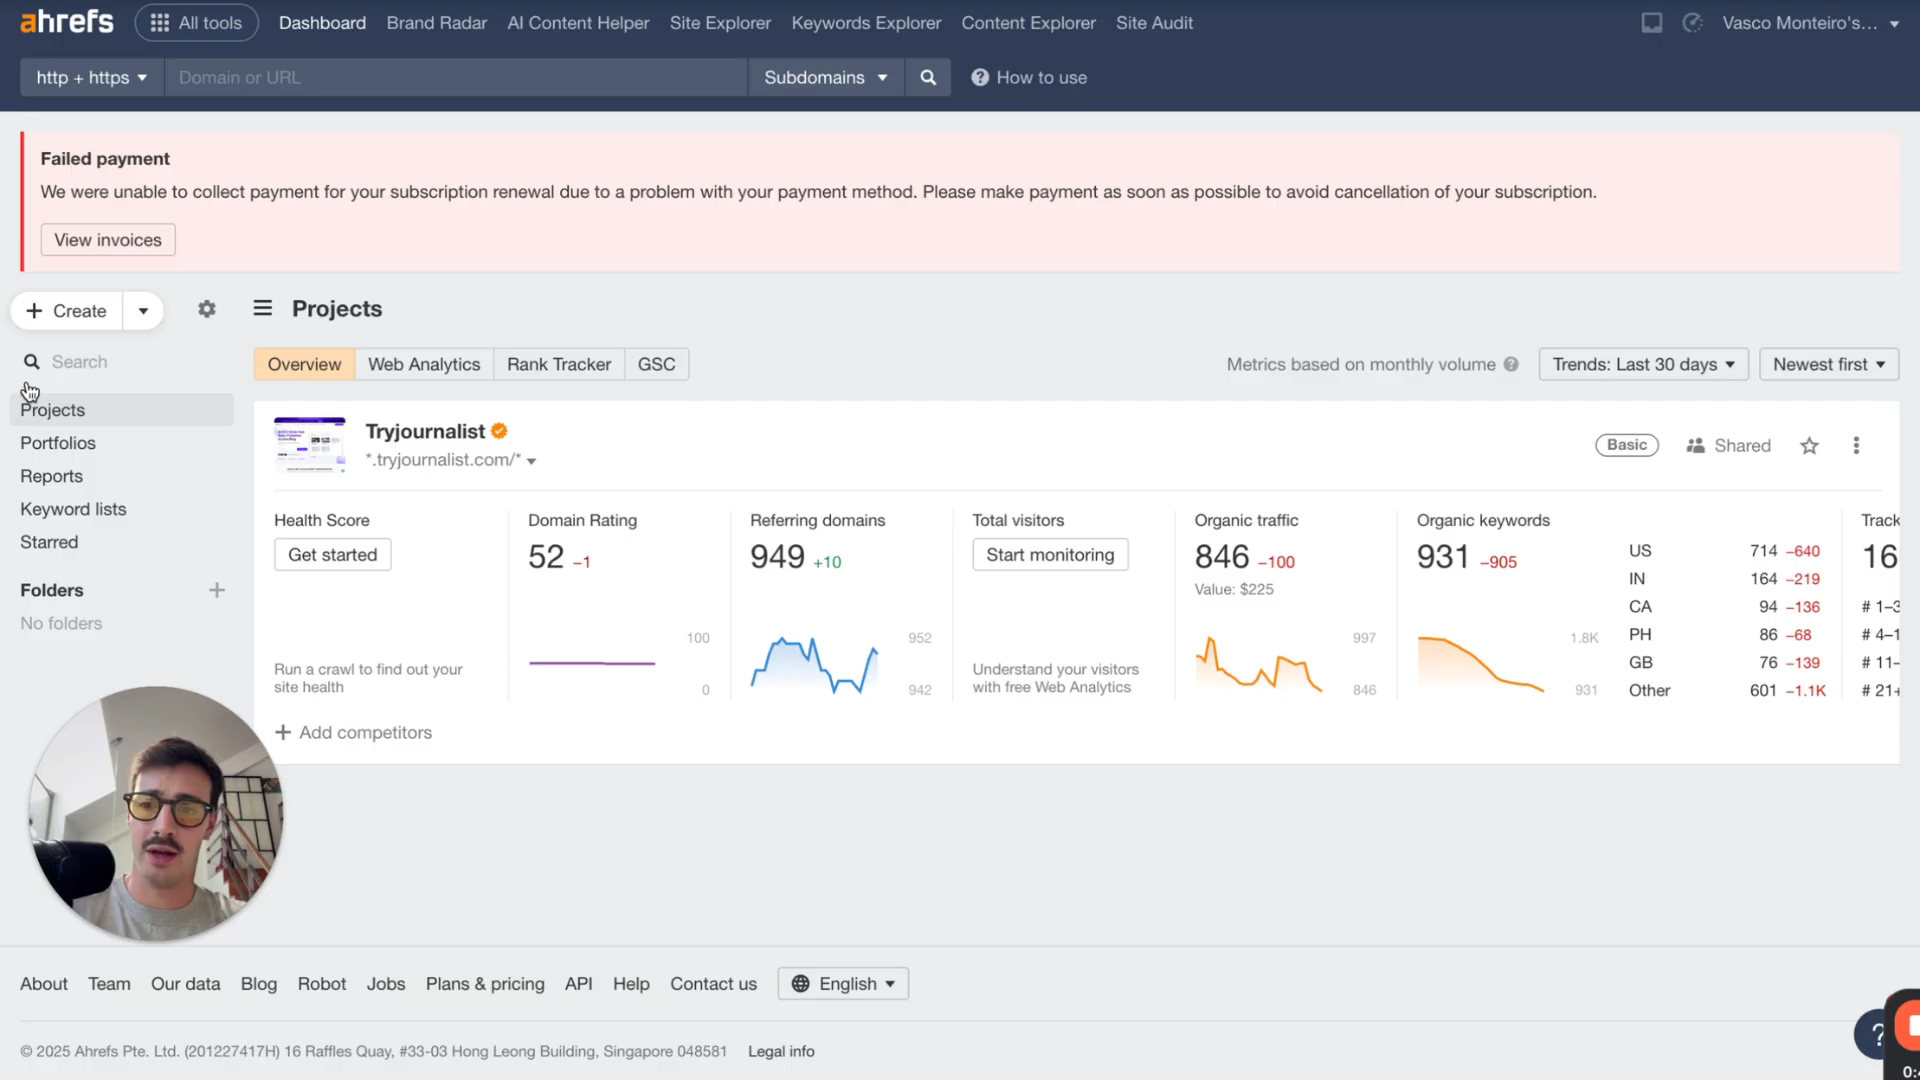 ahrefs
All tools
Dashboard
Brand Radar
AI Content Helper
Site Explorer
Keywords Explorer
Content Explorer
Site Audit
Vasco Monteiro's...
http + https
Domain or URL
Subdomains
How to use
Failed payment
We were unable to collect payment for your subscription renewal due to a problem with your payment method. Please make payment as soon as possible to avoid cancellation of your subscription.
View invoices
+ Create
Projects
Search
Overview
Web Analytics
Rank Tracker
GSC
Metrics based on monthly volume ?
Trends: Last 30 days
Newest first
Projects
Portfolios
Reports
Keyword lists
Starred
Folders +
No folders
Tryjournalist
*.tryjournalist.com/*
Basic
Shared
Health Score
Get started
Run a crawl to find out your
site health
Domain Rating
52 –1
100
0
Referring domains
949 +10
952
942
Total visitors
Start monitoring
Understand your visitors
with free Web Analytics
Organic traffic
846 –100
Value: $225
997
846
Organic keywords
931 –905
1.8K
931
US 714 –640
IN 164 –219
CA 94 –136
PH 86 –68
GB 76 –139
Other 601 –1.1K
Track
16
# 1–3
# 4–1
# 11–
# 21+
+ Add competitors
About
Team
Our data
Blog
Robot
Jobs
Plans & pricing
API
Help
Contact us
English
© 2025 Ahrefs Pte. Ltd. (201227417H) 16 Raffles Quay, #33-03 Hong Leong Building, Singapore 048581
Legal info
?